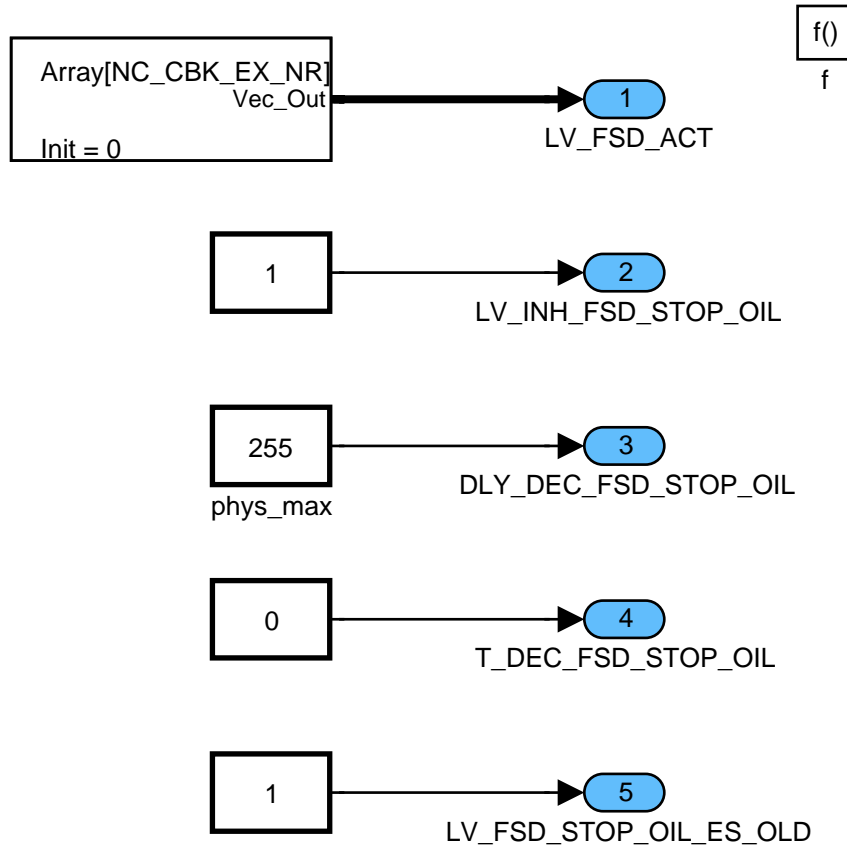 f()
f
Array[NC_CBK_EX_NR]
Vec_Out
Init = 0
1
LV_FSD_ACT
1
2
LV_INH_FSD_STOP_OIL
255
phys_max
3
DLY_DEC_FSD_STOP_OIL
0
4
T_DEC_FSD_STOP_OIL
1
5
LV_FSD_STOP_OIL_ES_OLD